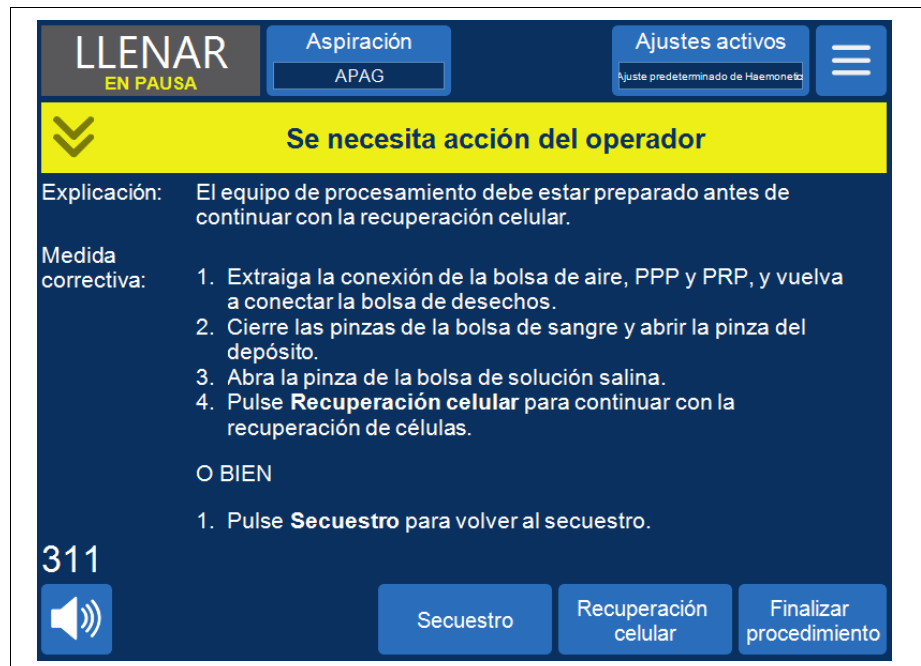 LLENAR
EN PAUSA
Aspiración
APAG
Ajustes activos
Ajuste predeterminado de Haemonetic
Se necesita acción del operador
Explicación:
El equipo de procesamiento debe estar preparado antes de
continuar con la recuperación celular.
Medida
correctiva:
1. Extraiga la conexión de la bolsa de aire, PPP y PRP, y vuelva
a conectar la bolsa de desechos.
2. Cierre las pinzas de la bolsa de sangre y abrir la pinza del
depósito.
3. Abra la pinza de la bolsa de solución salina.
4. Pulse Recuperación celular para continuar con la
recuperación de células.
O BIEN
1. Pulse Secuestro para volver al secuestro.
311
Secuestro
Recuperación
celular
Finalizar
procedimiento